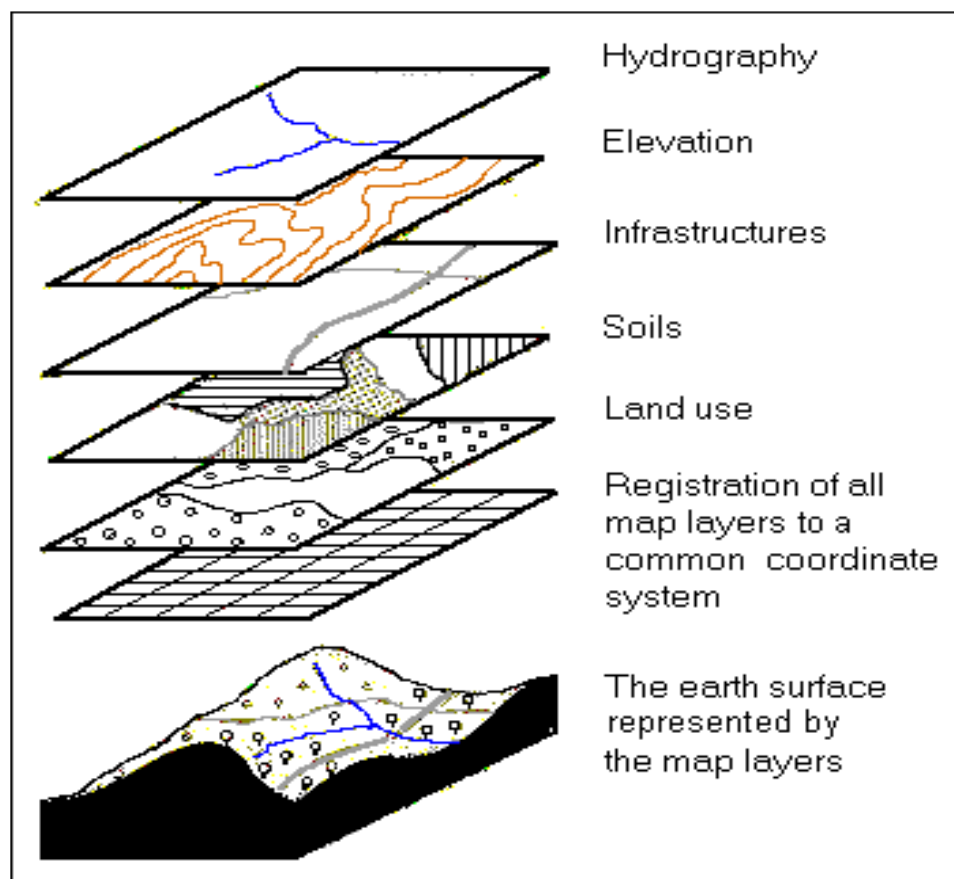 Hydrography
Elevation
Infrastructures
Soils
Land use
Registration of all
map layers to a
common coordinate
system
The earth surface
represented by
the map layers